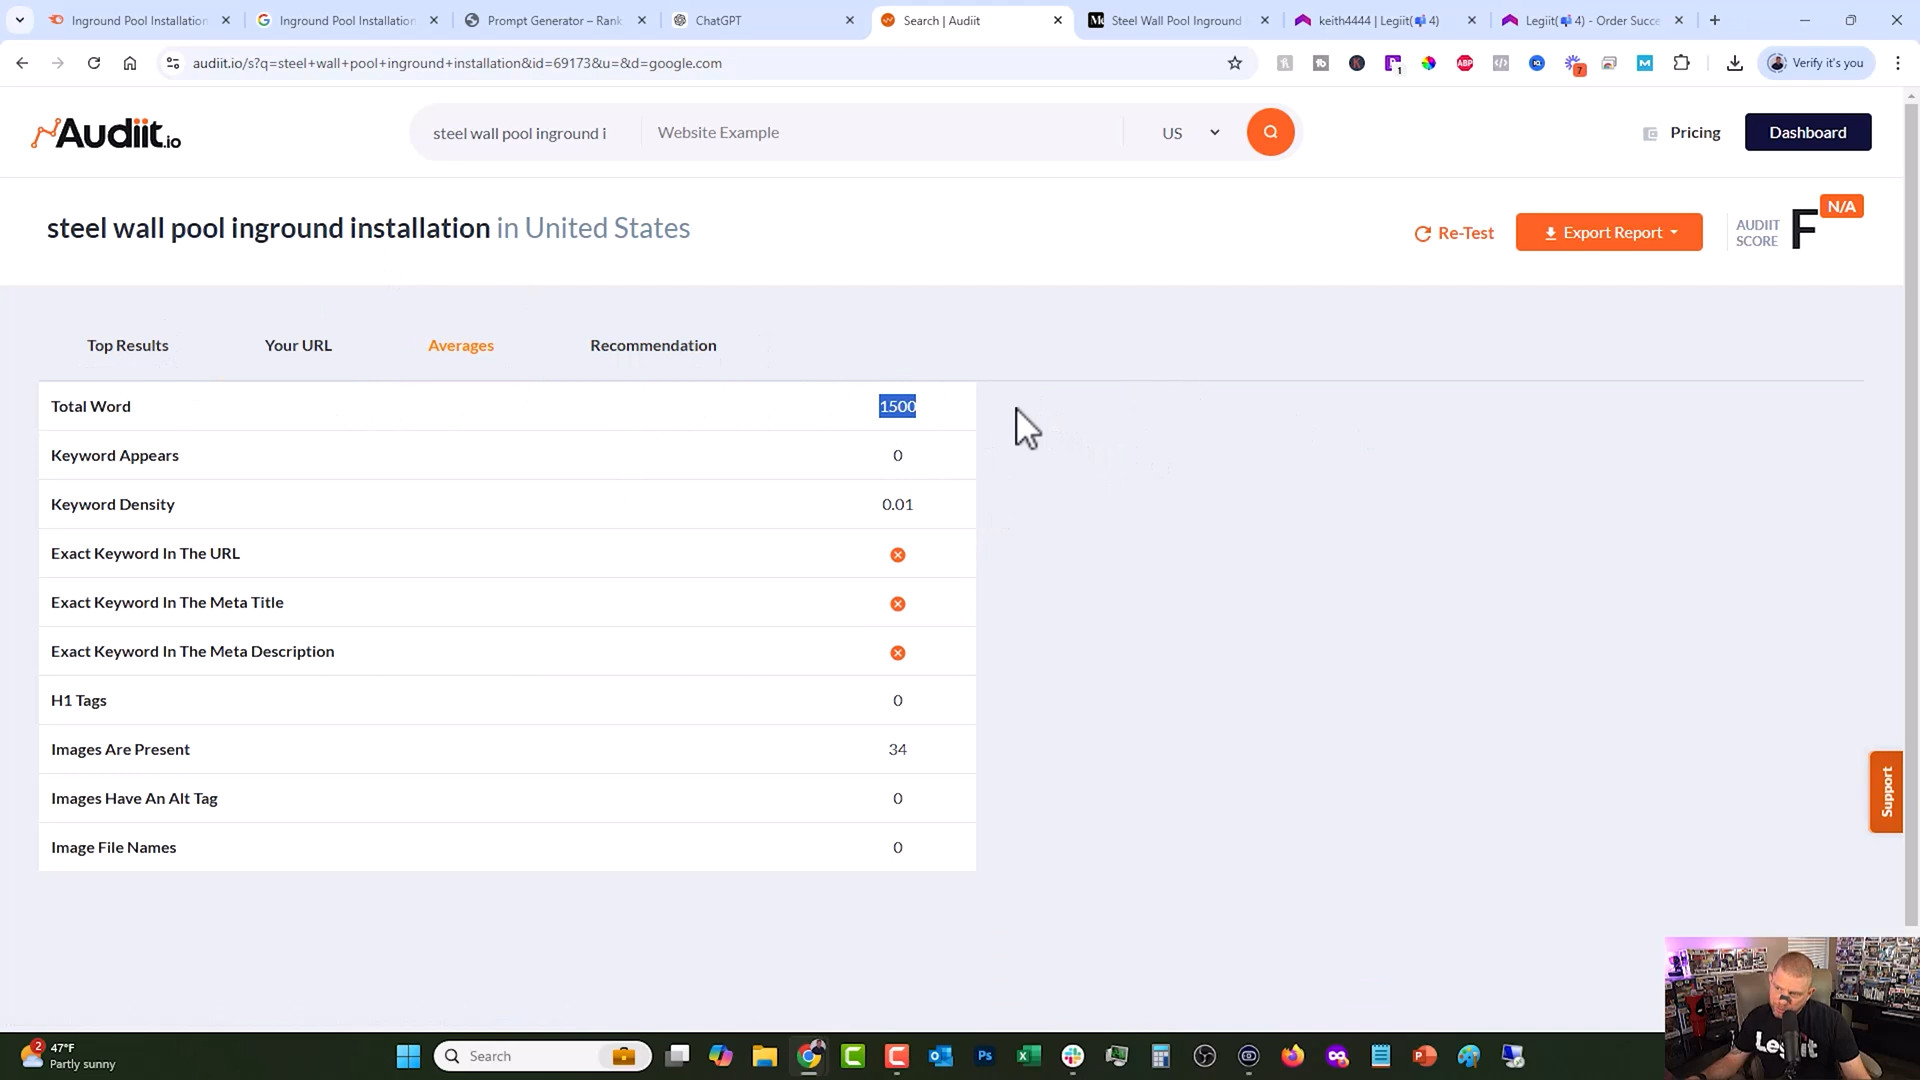 Inground Pool Installation
Inground Pool Installation
Prompt Generator – Rank
ChatGPT
Search | Audiit
Steel Wall Pool Inground
keith4444 | Legiit(4)
Legiit(4) - Order Succe
audiit.io/s?q=steel+wall+pool+inground+installation&id=69173&u=&d=google.com
ABP
1
7
Verify it's you
Audiit.io
steel wall pool inground i
Website Example
US
Pricing
Dashboard
steel wall pool inground installation in United States
Re-Test
Export Report
AUDIIT SCORE
F
N/A
Top Results
Your URL
Averages
Recommendation
Total Word 1500
Keyword Appears 0
Keyword Density 0.01
Exact Keyword In The URL
Exact Keyword In The Meta Title
Exact Keyword In The Meta Description
H1 Tags 0
Images Are Present 34
Images Have An Alt Tag 0
Image File Names 0
Support
2
47°F
Partly sunny
Search